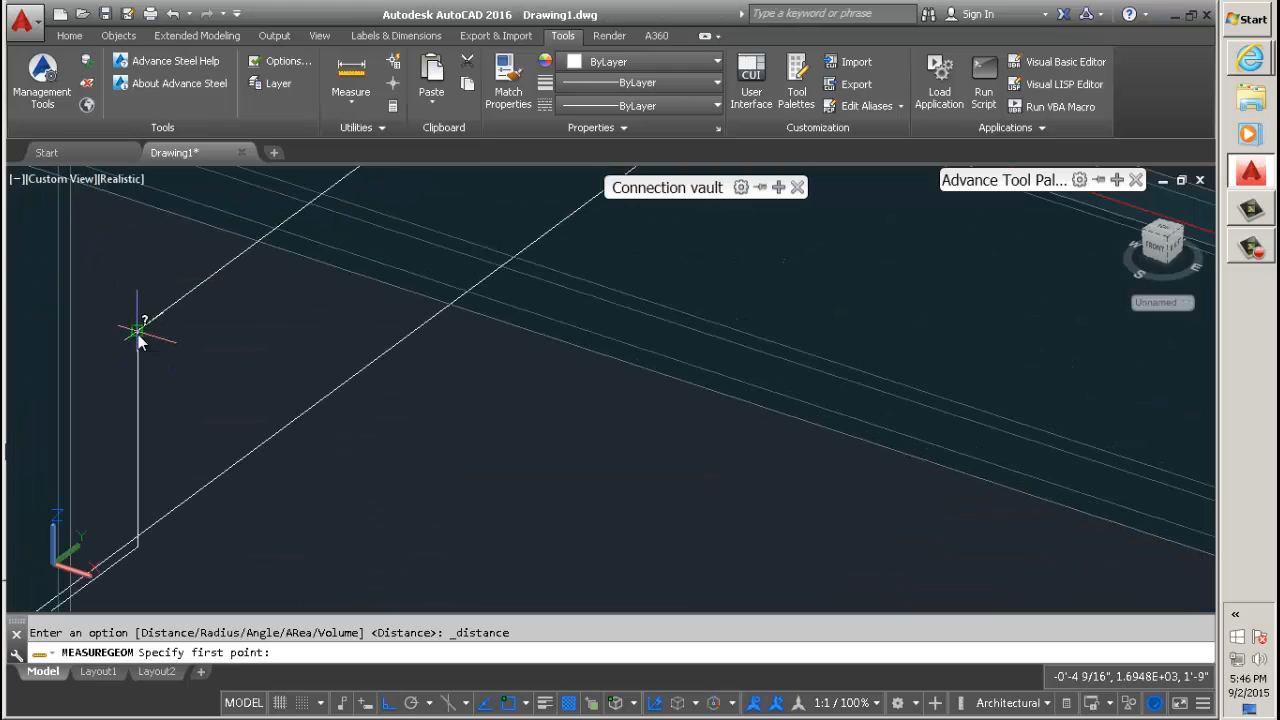 Autodesk AutoCAD 2016 Drawing1.dwg
Type a keyword or phrase
Sign In
Start
Home Objects Extending Modeling Output View Labels & Dimensions Export & Import Tools Render A360
Management Tools
Advance Steel Help
About Advance Steel
Options...
Layer
Measure
Paste
Match Properties
ByLayer
ByLayer
ByLayer
User Interface
Tool Palettes
CUI
Import
Export
Edit Aliases
Load Application
Run Script
Visual Basic Editor
Visual LISP Editor
Run VBA Macro
Tools Utilities Clipboard Properties Customization Applications
Start Drawing1*
[−][Custom View][Realistic]
Connection vault
Advance Tool Pal...
TOP
FRONT
W
S
E
Unnamed
?
Z
Y
X
Enter an option [Distance/Radius/Angle/ARea/Volume] <Distance>: _distance
MEASUREGEOM Specify first point:
Model Layout1 Layout2 +
-0'-4 9/16", 1.6948E+03, 1'-9"
MODEL
1:1 / 100%
Architectural
5:46 PM
9/2/2015